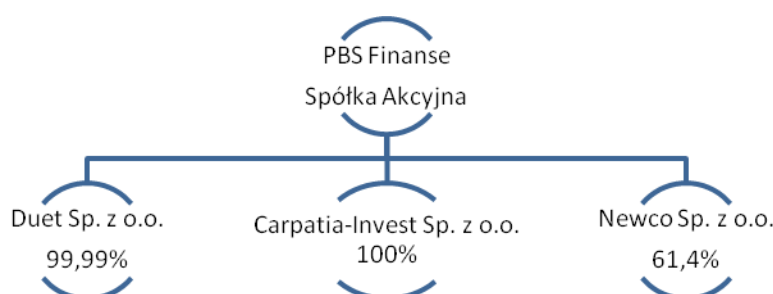 PBS Finanse
Spółka Akcyjna
Duet Sp. z o.o.
99,99%
Carpatia-Invest Sp. z o.o.
100%
Newco Sp. z o.o.
61,4%